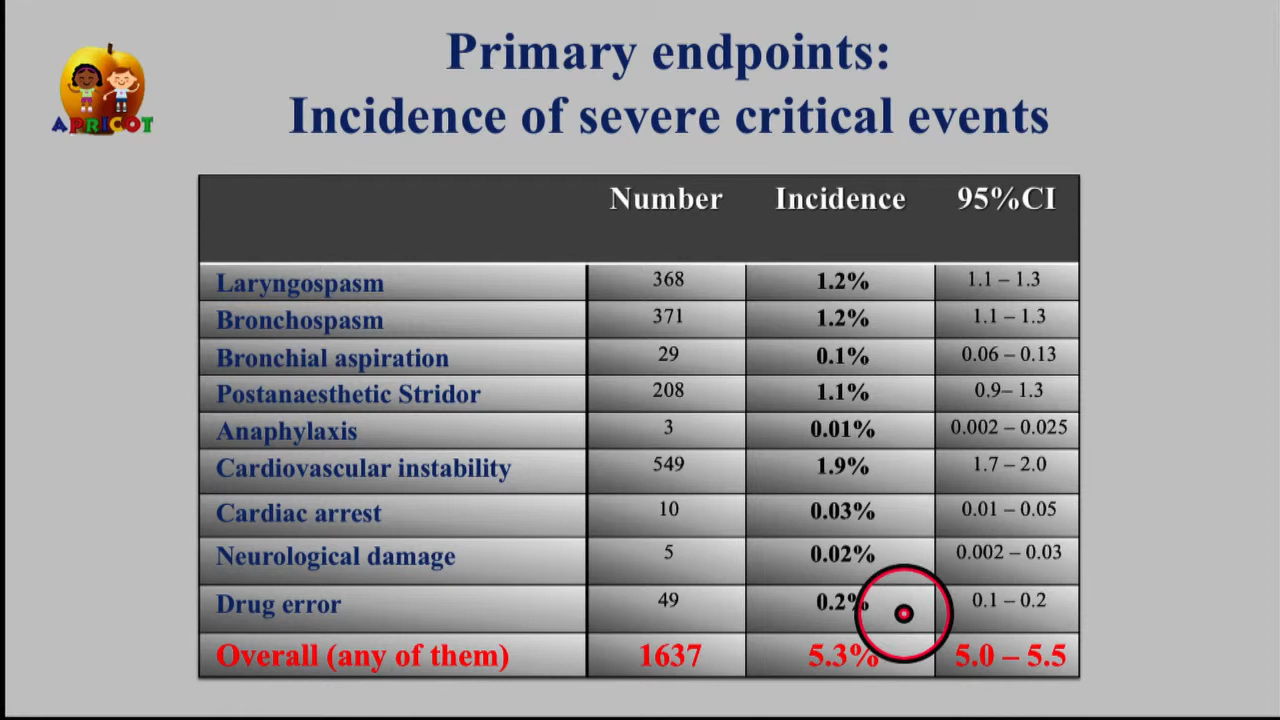 APRICOT
Primary endpoints:
Incidence of severe critical events
Number Incidence 95%CI
Laryngospasm 368 1.2% 1.1 – 1.3
Bronchospasm 371 1.2% 1.1 – 1.3
Bronchial aspiration 29 0.1% 0.06 – 0.13
Postanaesthetic Stridor 208 1.1% 0.9– 1.3
Anaphylaxis 3 0.01% 0.002 – 0.025
Cardiovascular instability 549 1.9% 1.7 – 2.0
Cardiac arrest 10 0.03% 0.01 – 0.05
Neurological damage 5 0.02% 0.002 – 0.03
Drug error 49 0.2% 0.1 – 0.2
Overall (any of them) 1637 5.3% 5.0 – 5.5